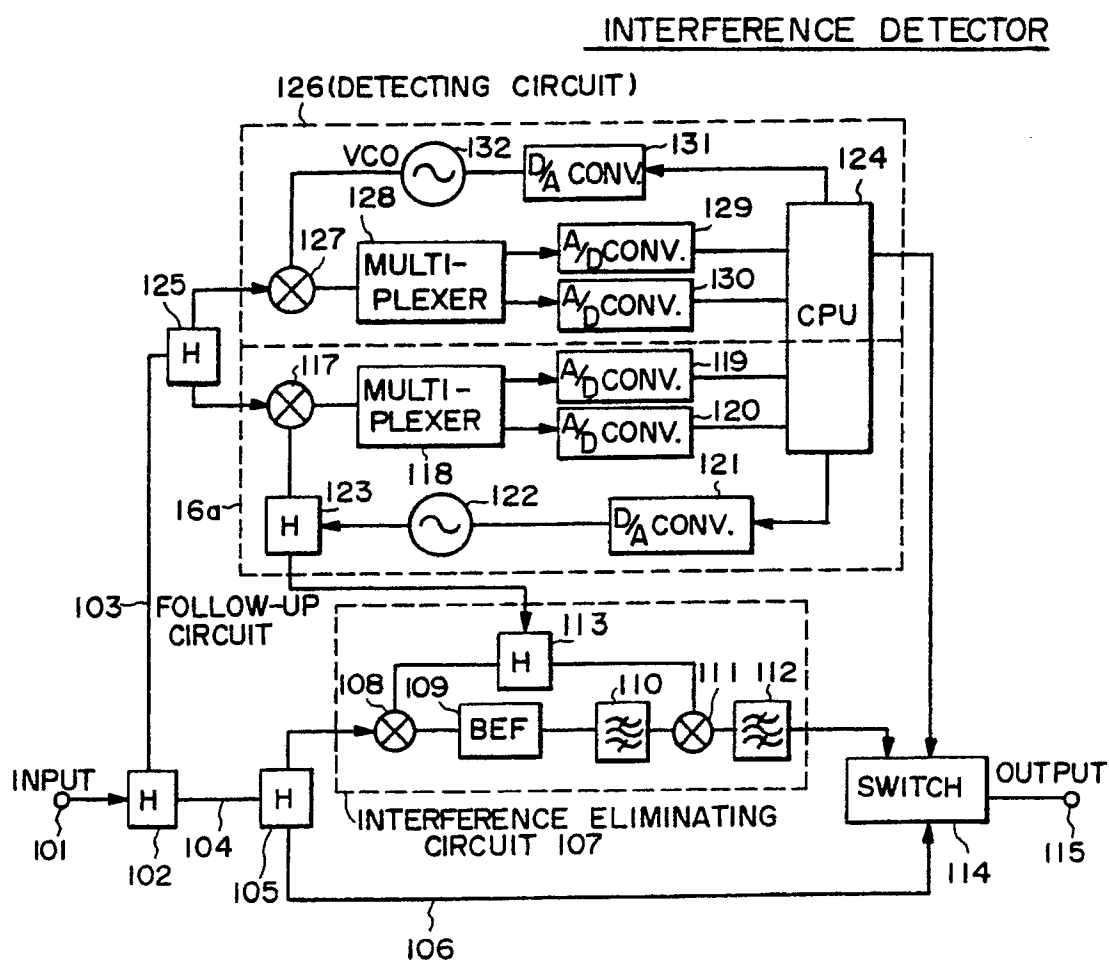 INTERFERENCE DETECTOR
126(DETECTING CIRCUIT)
VCO
132
131
D/A CONV.
124
128
129
127
MULTI-
PLEXER
A/D CONV.
125
130
A/D CONV.
CPU
H
117
119
MULTI-
PLEXER
A/D CONV.
120
A/D CONV.
118
16a
123
H
122
121
D/A CONV.
103
FOLLOW-UP
CIRCUIT
113
H
108
109
BEF
110
111
112
INPUT
H
104
H
SWITCH
OUTPUT
101
102
105
INTERFERENCE ELIMINATING
CIRCUIT 107
114
115
106